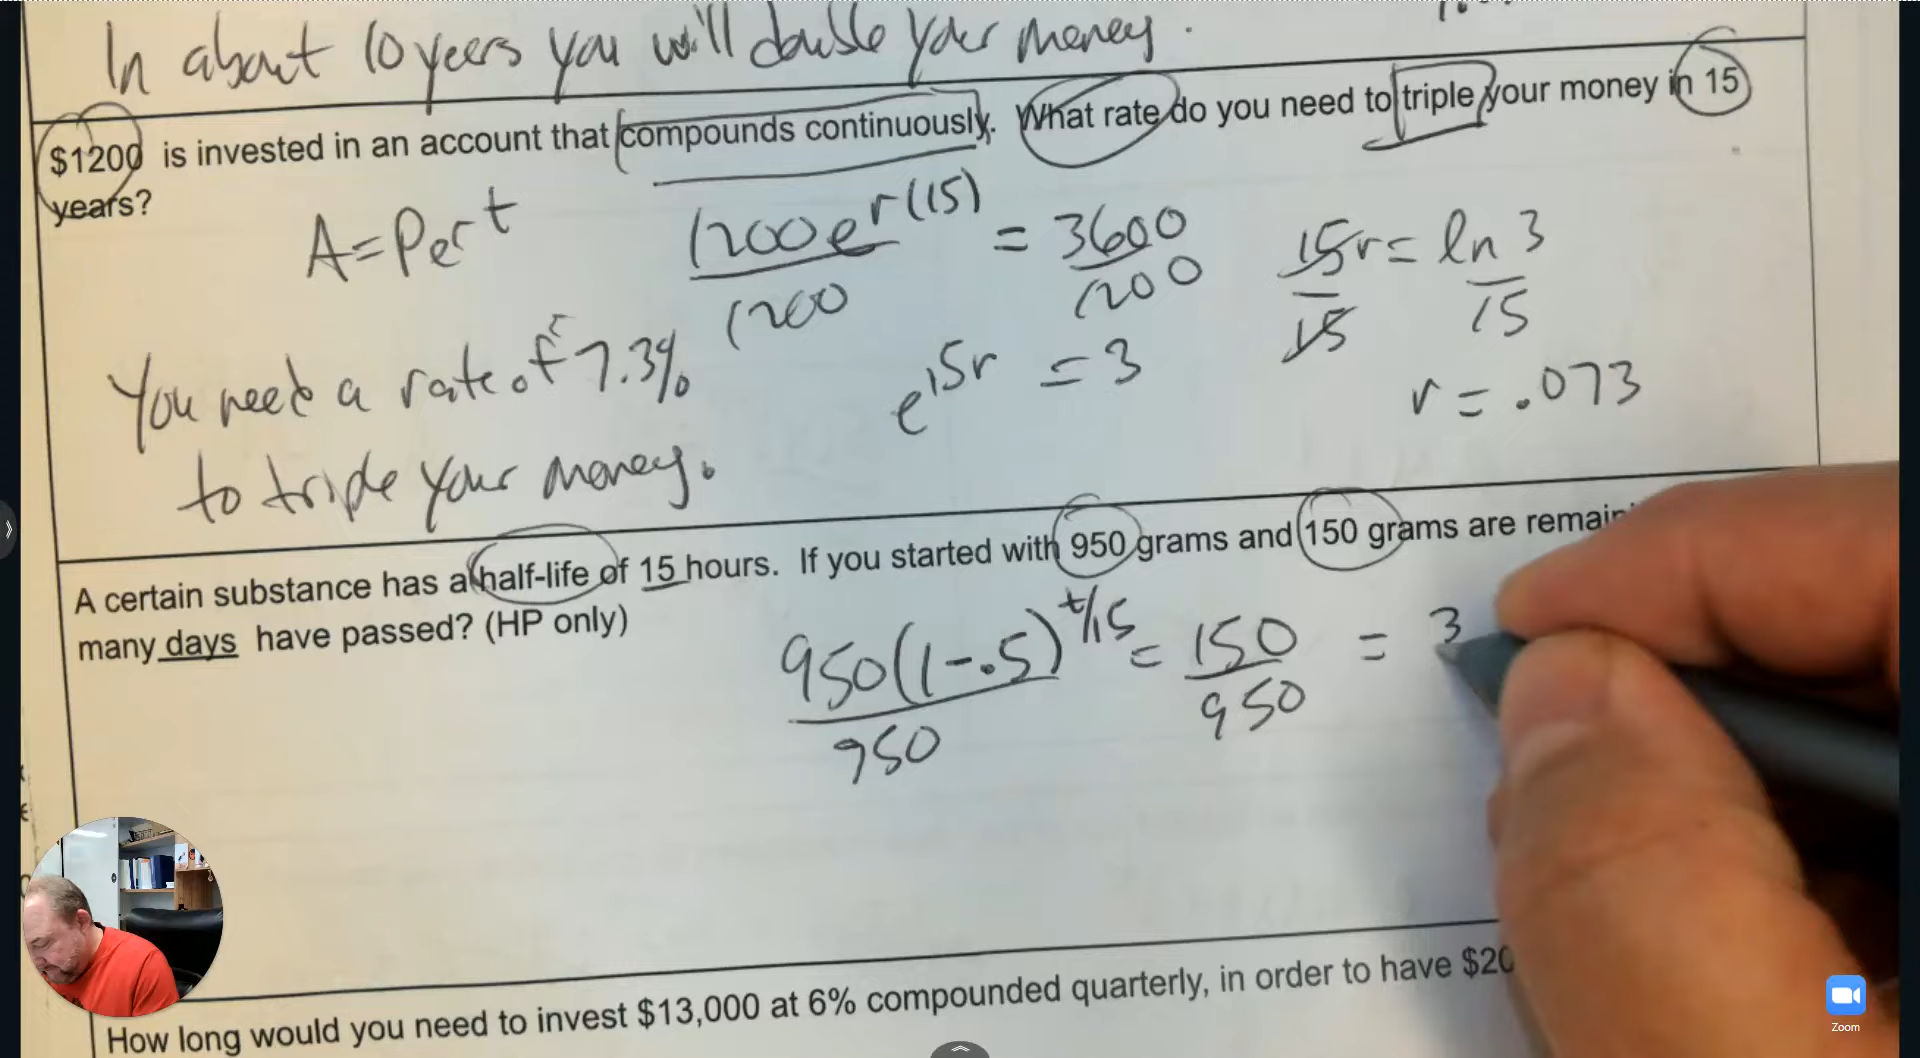 In about 10 years you will double your money.
$1200 is invested in an account that compounds continuously. What rate do you need to triple your money in 15
years?
A=Pe^rt
1200e^r(15) = 3600
1200 1200
e^15r = 3
15r = ln 3
15 15
r = .073
You need a rate of 7.3%
to triple your money.
A certain substance has a half-life of 15 hours. If you started with 950 grams and 150 grams are
many days have passed? (HP only)
950(1-.5)^t/15 = 150 = 3
950 950
How long would you need to invest $13,000 at 6% compounded quarterly, in order to have
Zoom